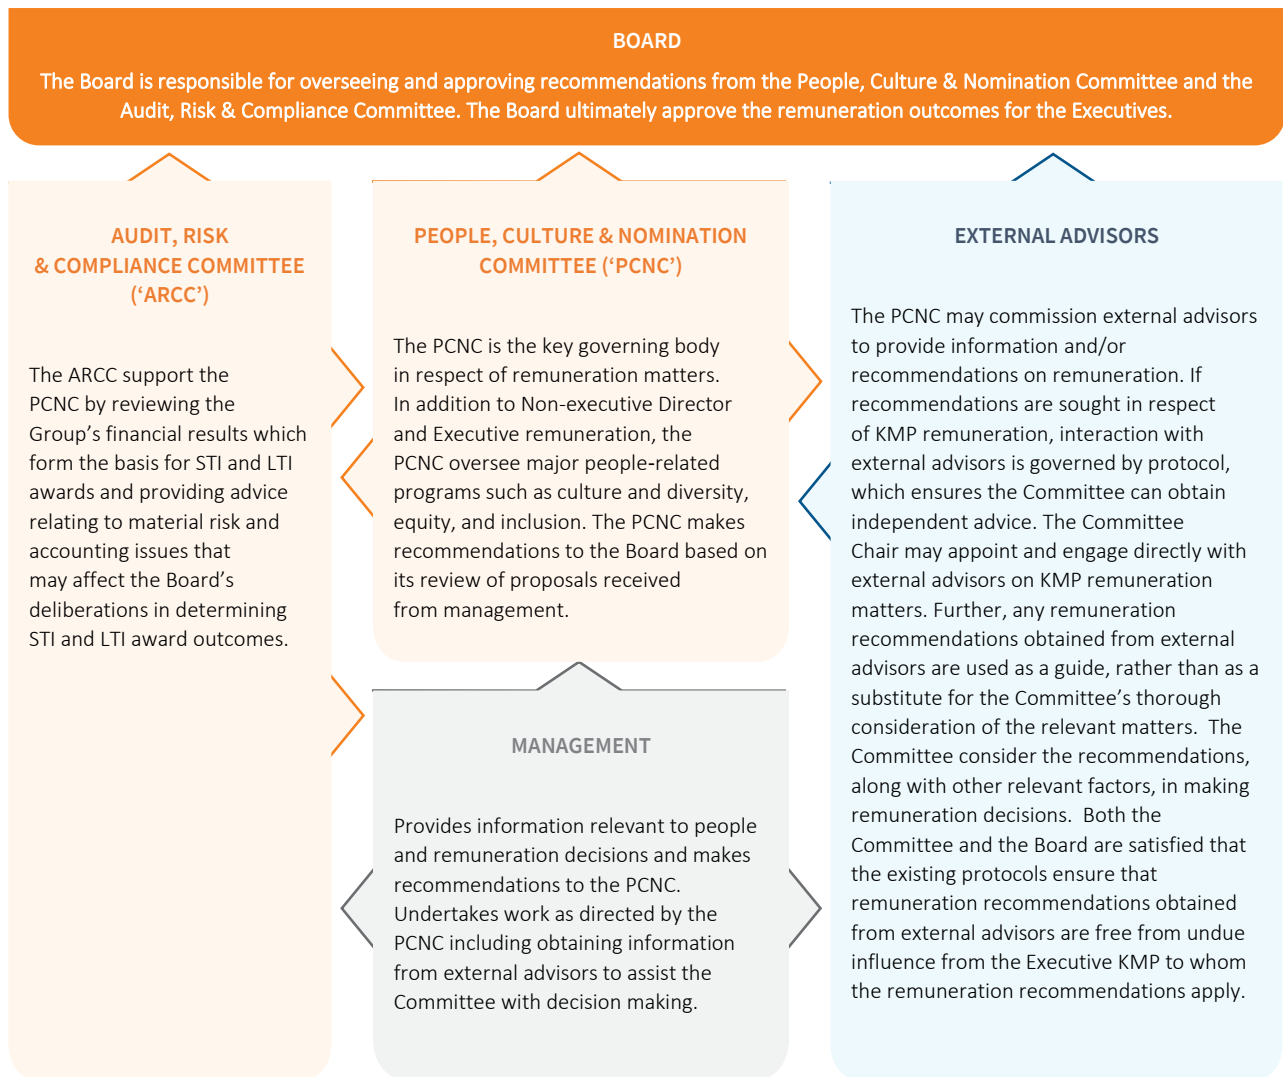 BOARD
The Board is responsible for overseeing and approving recommendations from the People, Culture & Nomination Committee and the
Audit, Risk & Compliance Committee. The Board ultimately approve the remuneration outcomes for the Executives.
AUDIT, RISK
& COMPLIANCE COMMITTEE
(‘ARCC’)
The ARCC support the
PCNC by reviewing the
Group’s financial results which
form the basis for STI and LTI
awards and providing advice
relating to material risk and
accounting issues that
may affect the Board’s
deliberations in determining
STI and LTI award outcomes.
PEOPLE, CULTURE & NOMINATION
COMMITTEE (‘PCNC’)
The PCNC is the key governing body
in respect of remuneration matters.
In addition to Non-executive Director
and Executive remuneration, the
PCNC oversee major people-related
programs such as culture and diversity,
equity, and inclusion. The PCNC makes
recommendations to the Board based on
its review of proposals received
from management.
MANAGEMENT
Provides information relevant to people
and remuneration decisions and makes
recommendations to the PCNC.
Undertakes work as directed by the
PCNC including obtaining information
from external advisors to assist the
Committee with decision making.
EXTERNAL ADVISORS
The PCNC may commission external advisors
to provide information and/or
recommendations on remuneration. If
recommendations are sought in respect
of KMP remuneration, interaction with
external advisors is governed by protocol,
which ensures the Committee can obtain
independent advice. The Committee
Chair may appoint and engage directly with
external advisors on KMP remuneration
matters. Further, any remuneration
recommendations obtained from external
advisors are used as a guide, rather than as a
substitute for the Committee’s thorough
consideration of the relevant matters.  The
Committee consider the recommendations,
along with other relevant factors, in making
remuneration decisions.  Both the
Committee and the Board are satisfied that
the existing protocols ensure that
remuneration recommendations obtained
from external advisors are free from undue
influence from the Executive KMP to whom
the remuneration recommendations apply.